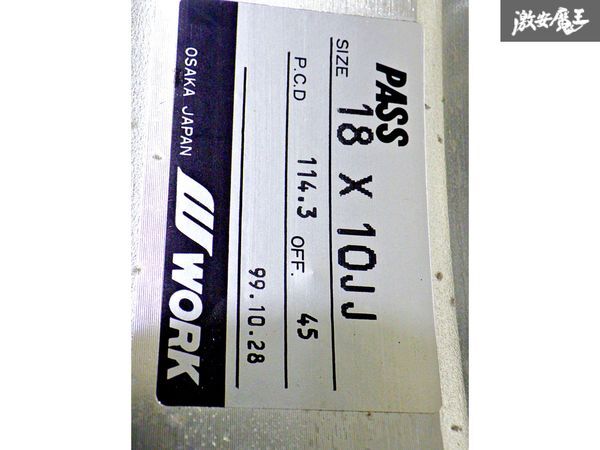 激安魔王
PASS
SIZE 18 X 10JJ
P.C.D 114.3 OFF. 45
99.10.28
OSAKA JAPAN WORK